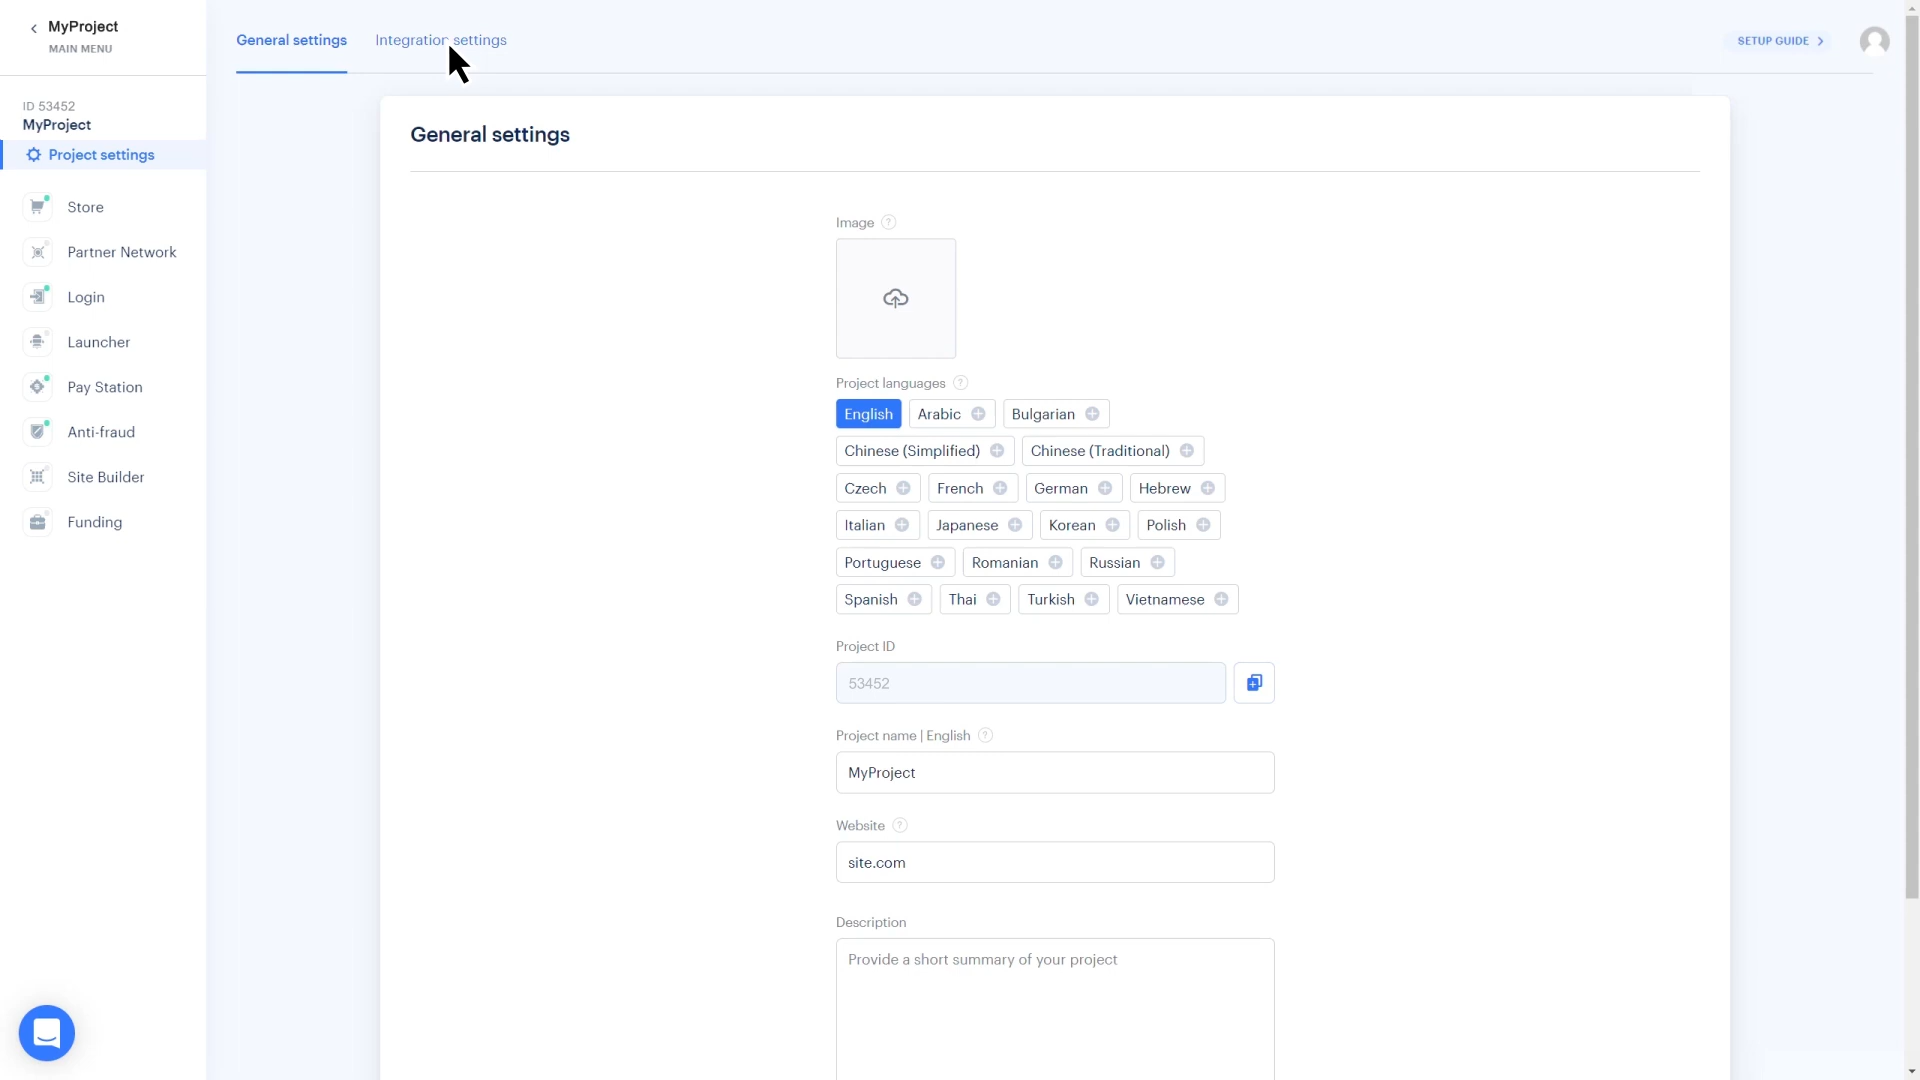 MyProject
MAIN MENU
General settings
Integration settings
SETUP GUIDE
ID 53452
MyProject
Project settings
Store
Partner Network
Login
Launcher
Pay Station
Anti-fraud
Site Builder
Funding
General settings
Image ?
Project languages ?
English Arabic Bulgarian
Chinese (Simplified) Chinese (Traditional)
Czech French German Hebrew
Italian Japanese Korean Polish
Portuguese Romanian Russian
Spanish Thai Turkish Vietnamese
Project ID
53452
Project name | English ?
MyProject
Website ?
site.com
Description
Provide a short summary of your project